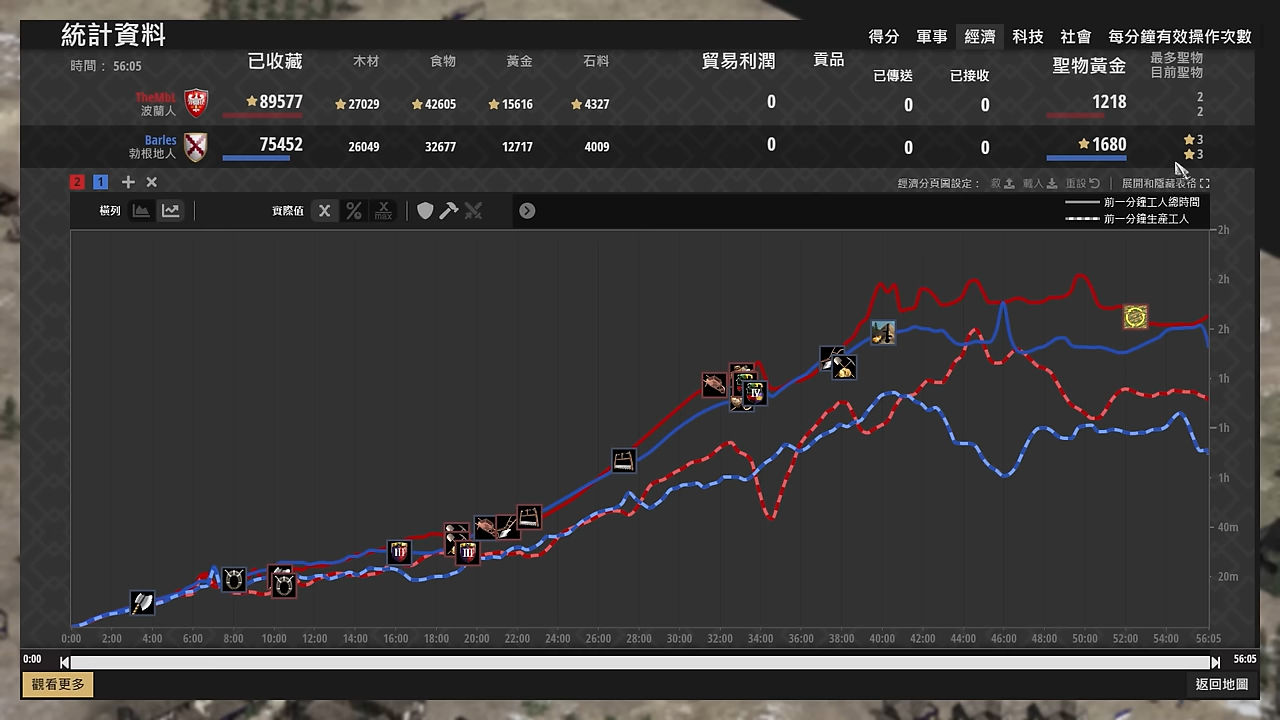 統計資料
得分 軍事 經濟 科技 社會 每分鐘有效操作次數
時間： 56:05
已收藏 木材 食物 黃金 石料 貿易利潤 貢品 已傳送 已接收 聖物黃金 最多聖物 目前聖物
TheMbL
波蘭人
89577 27029 42605 15616 4327 0 0 0 1218 2 2
Barles
勃根地人
75452 26049 32677 12717 4009 0 0 0 1680 3 3
2 1
經濟分頁圖設定： 載入 重設 展開和隱藏表格
橫列 實際值 X % X max
前一分鐘工人總時間
前一分鐘生產工人
2h
2h
2h
1h
1h
1h
40m
20m
III III IV
0:00 2:00 4:00 6:00 8:00 10:00 12:00 14:00 16:00 18:00 20:00 22:00 24:00 26:00 28:00 30:00 32:00 34:00 36:00 38:00 40:00 42:00 44:00 46:00 48:00 50:00 52:00 54:00 56:05
0:00 56:05
觀看更多 返回地圖